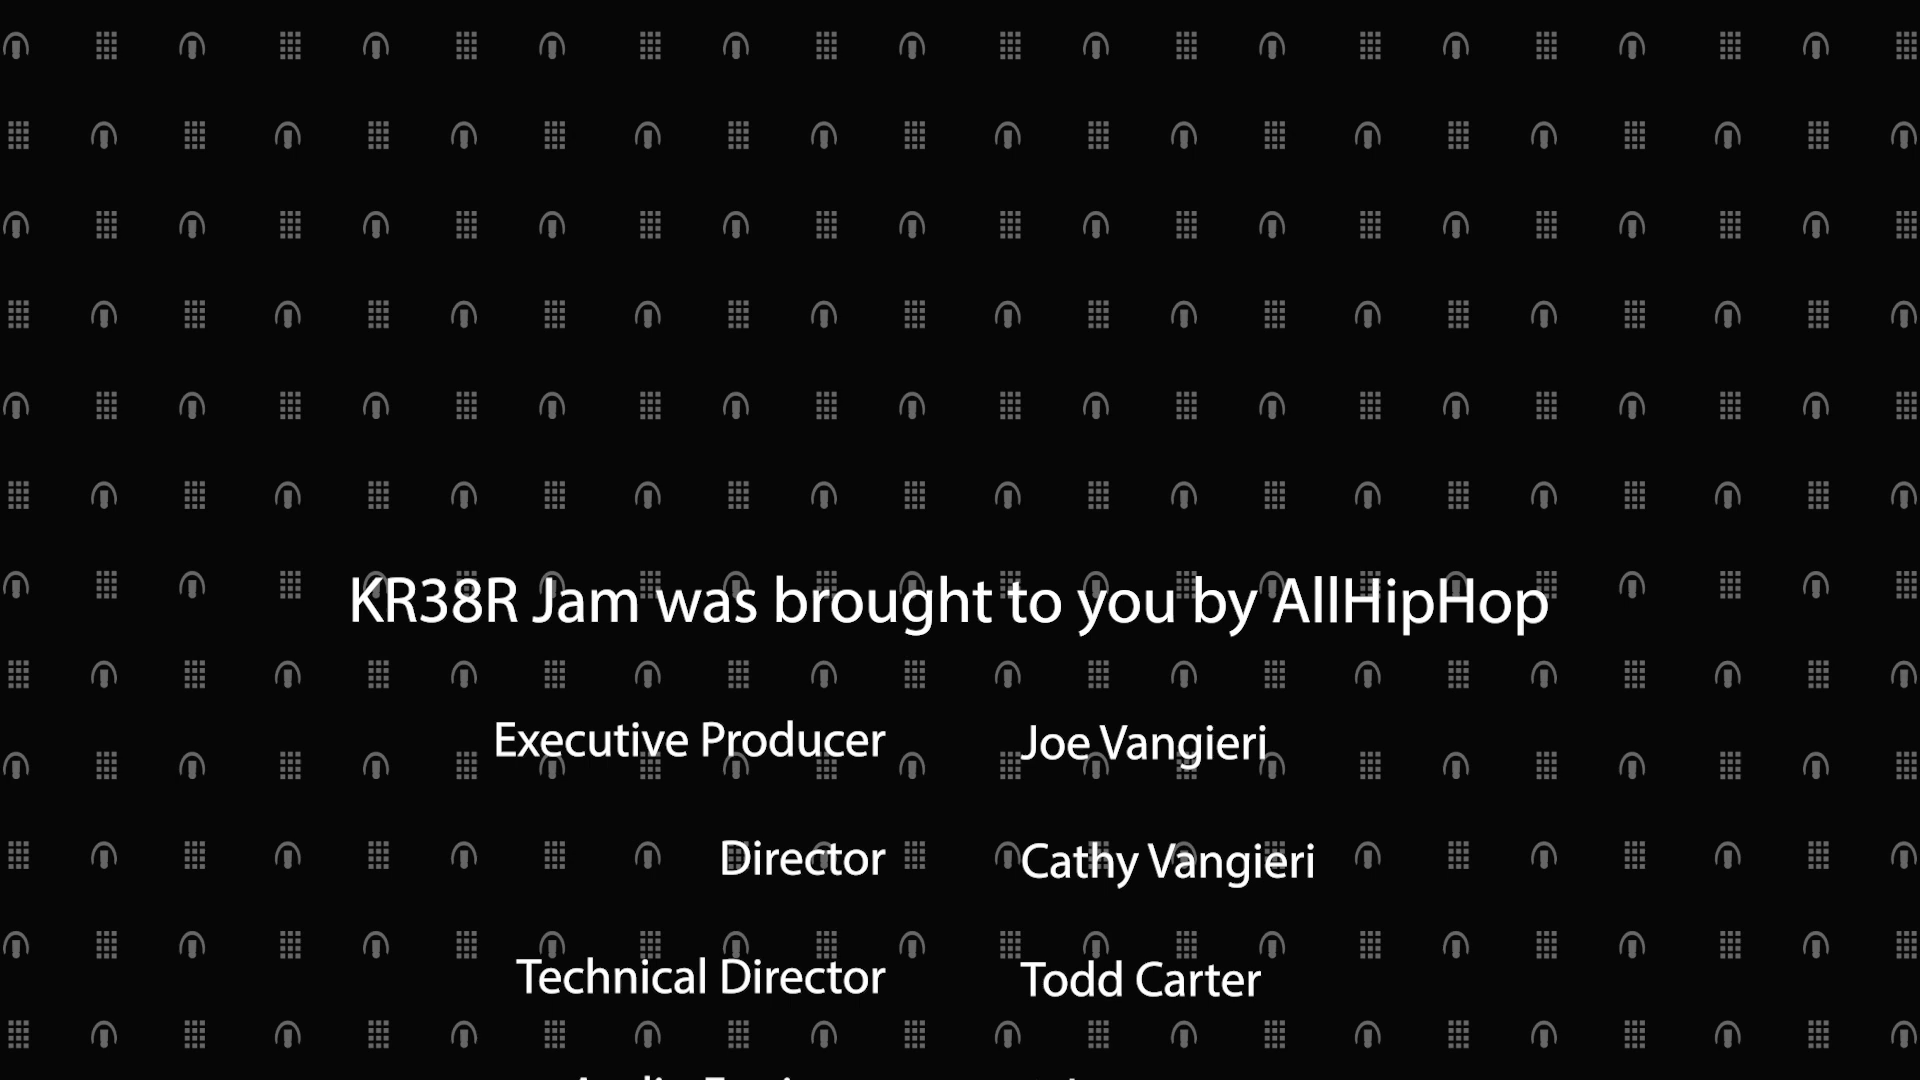 KR38R Jam was brought to you by AllHipHop
Executive Producer Joe Vangieri
Director Cathy Vangieri
Technical Director Todd Carter